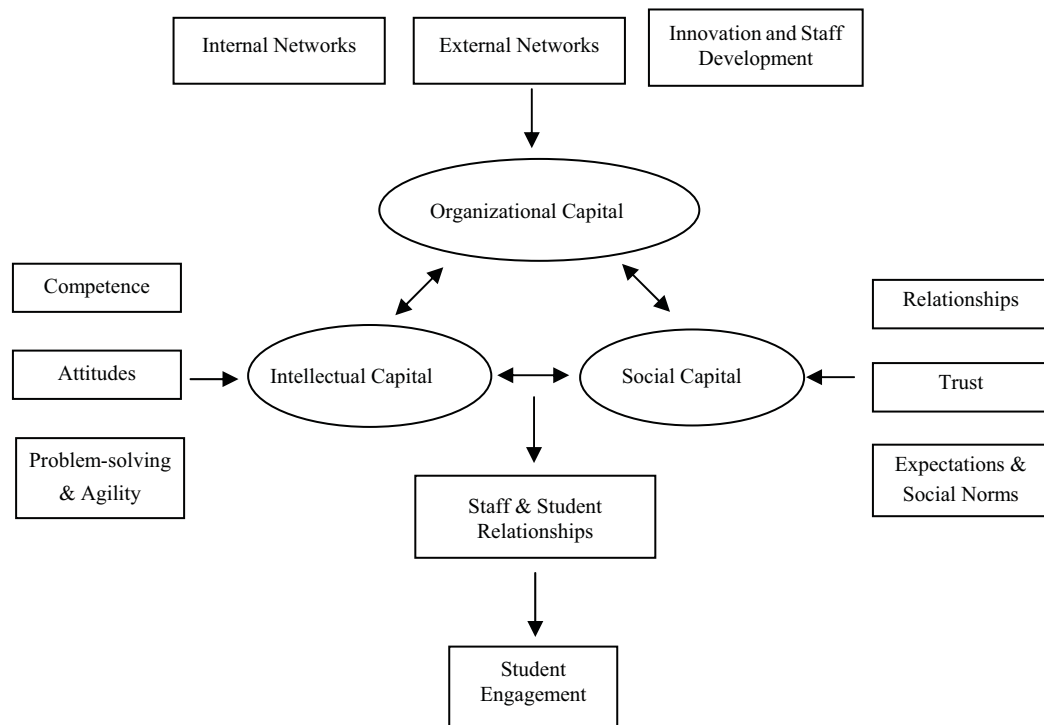 Internal Networks
External Networks
Innovation and Staff
Development
Organizational Capital
Competence
Relationships
Attitudes
Intellectual Capital
Social Capital
Trust
Problem-solving
& Agility
Expectations &
Social Norms
Staff & Student
Relationships
Student
Engagement